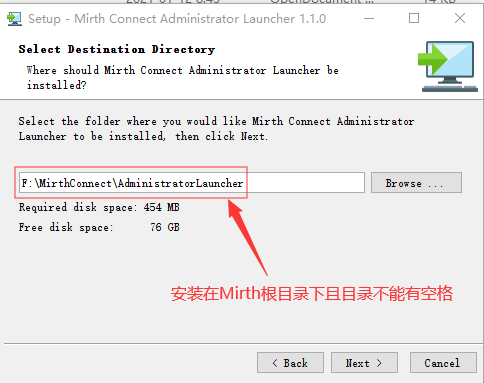 Setup - Mirth Connect Administrator Launcher 1.1.0
Select Destination Directory
Where should Mirth Connect Administrator Launcher be
installed?
Select the folder where you would like Mirth Connect Administrator
Launcher to be installed, then click Next.
F:\MirthConnect\AdministratorLauncher
Browse ...
Required disk space: 454 MB
Free disk space: 76 GB
安装在Mirth根目录下且目录不能有空格
< Back
Next >
Cancel